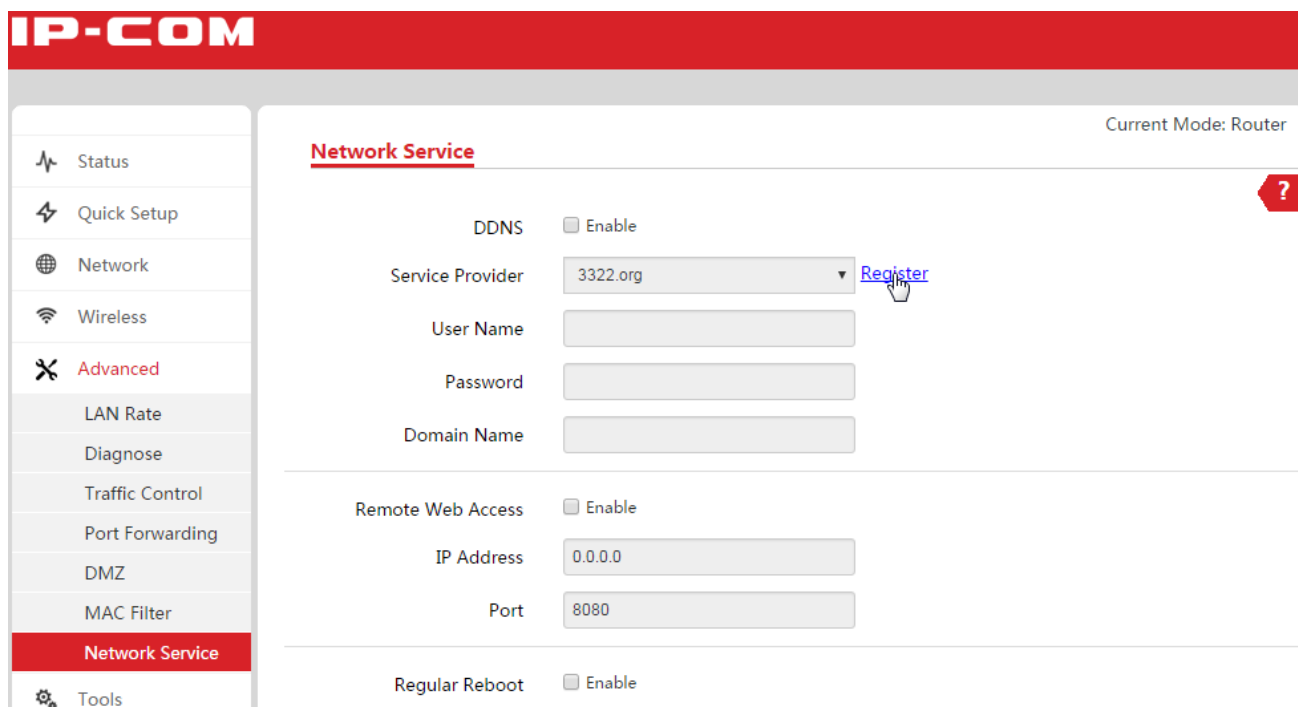 IP-COM
Current Mode: Router
Network Service
?
Status
Quick Setup
Network
Wireless
Advanced
LAN Rate
Diagnose
Traffic Control
Port Forwarding
DMZ
MAC Filter
Network Service
Tools
DDNS Enable
Service Provider 3322.org Register
User Name
Password
Domain Name
Remote Web Access Enable
IP Address 0.0.0.0
Port 8080
Regular Reboot Enable